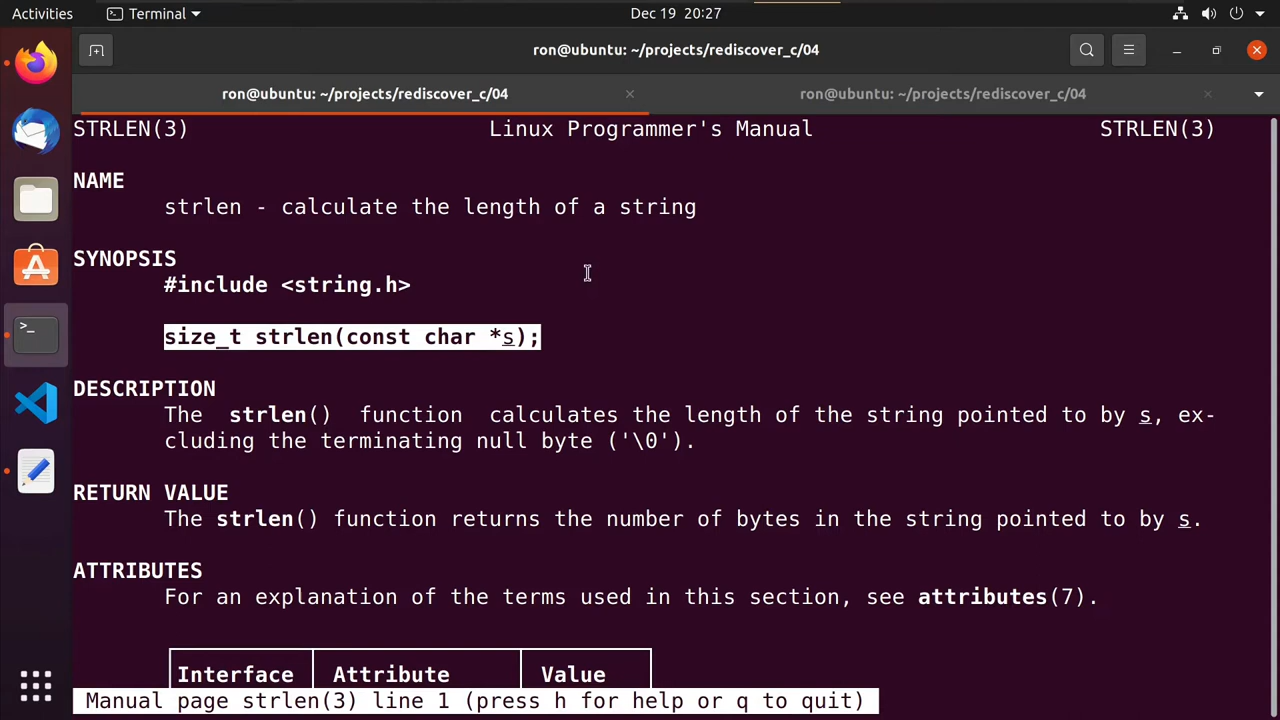 Activities Terminal Dec 19 20:27
ron@ubuntu: ~/projects/rediscover_c/04
ron@ubuntu: ~/projects/rediscover_c/04 × ron@ubuntu: ~/projects/rediscover_c/04 ×
STRLEN(3) Linux Programmer's Manual STRLEN(3)
NAME
strlen - calculate the length of a string
SYNOPSIS
#include <string.h>
size_t strlen(const char *s);
DESCRIPTION
The strlen() function calculates the length of the string pointed to by s, ex-
cluding the terminating null byte ('\0').
RETURN VALUE
The strlen() function returns the number of bytes in the string pointed to by s.
ATTRIBUTES
For an explanation of the terms used in this section, see attributes(7).
Interface Attribute Value
Manual page strlen(3) line 1 (press h for help or q to quit)